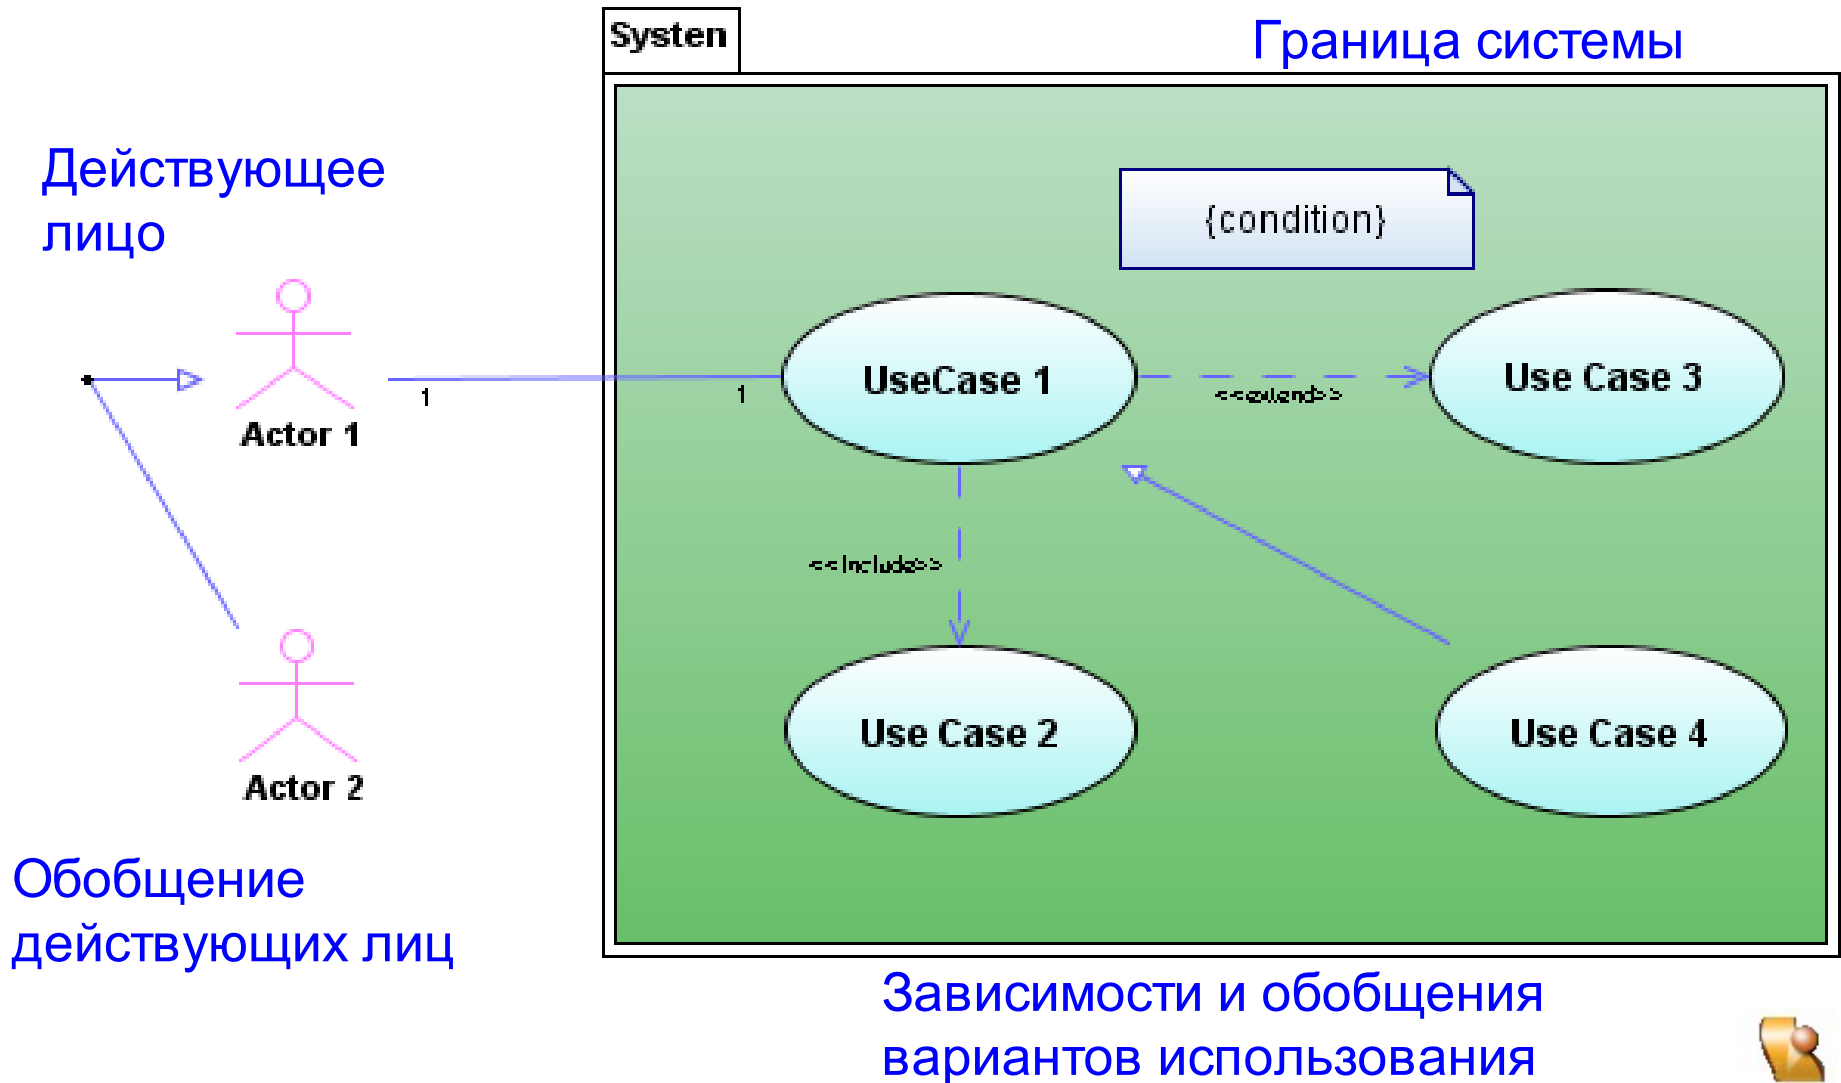 Systen
Граница системы
Действующее
лицо
{condition}
UseCase 1
Use Case 3
1
1
<<extend>>
Actor 1
<<include>>
Use Case 2
Use Case 4
Actor 2
Обобщение
действующих лиц
Зависимости и обобщения
вариантов использования